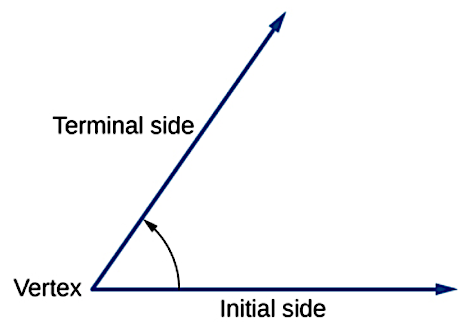 Terminal side
Vertex
Initial side